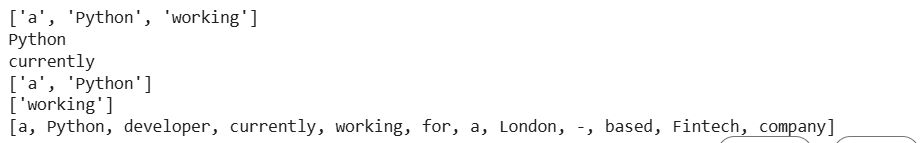 ['a', 'Python', 'working']
Python
currently
['a', 'Python']
['working']
[a, Python, developer, currently, working, for, a, London, -, based, Fintech, company]